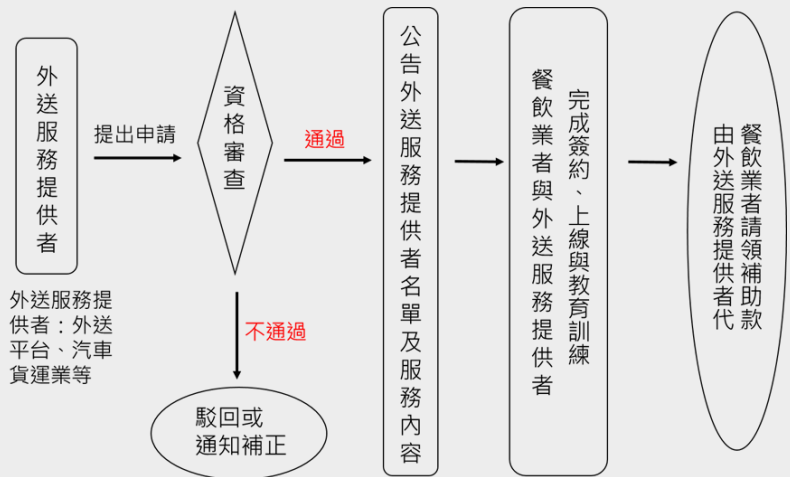 外送服務提供者
外送服務提
供者：外送
平台、汽車
貨運業等
提出申請
資格審查
通過
不通過
駁回或
通知補正
公告外送服務提供者名單及服務內容
餐飲業者與外送服務提供者
完成簽約、上線與教育訓練
由外送服務提供者代
餐飲業者請領補助款